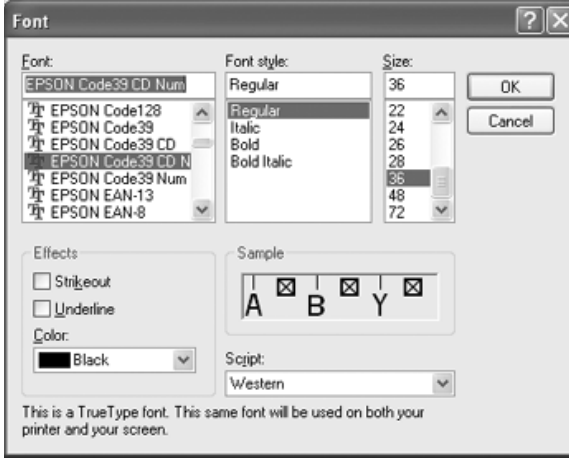 Font
Font: Font style: Size:
EPSON Code39 CD Num Regular 36 OK
EPSON Code128 Regular 22 Cancel
EPSON Code39 Italic 24
EPSON Code39 CD Bold 26
EPSON Code39 CD N Bold Italic 28
EPSON Code39 Num 36
EPSON EAN-13 48
EPSON EAN-8 72
Effects Sample
Strikeout A B Y
Underline
Color:
Black Script:
Western
This is a TrueType font. This same font will be used on both your
printer and your screen.